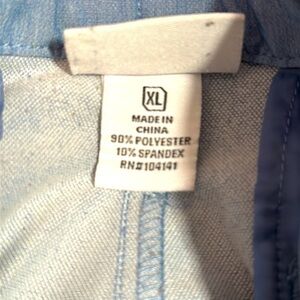 XL
MADE IN
CHINA
90% POLYESTER
10% SPANDEX
RN#104141